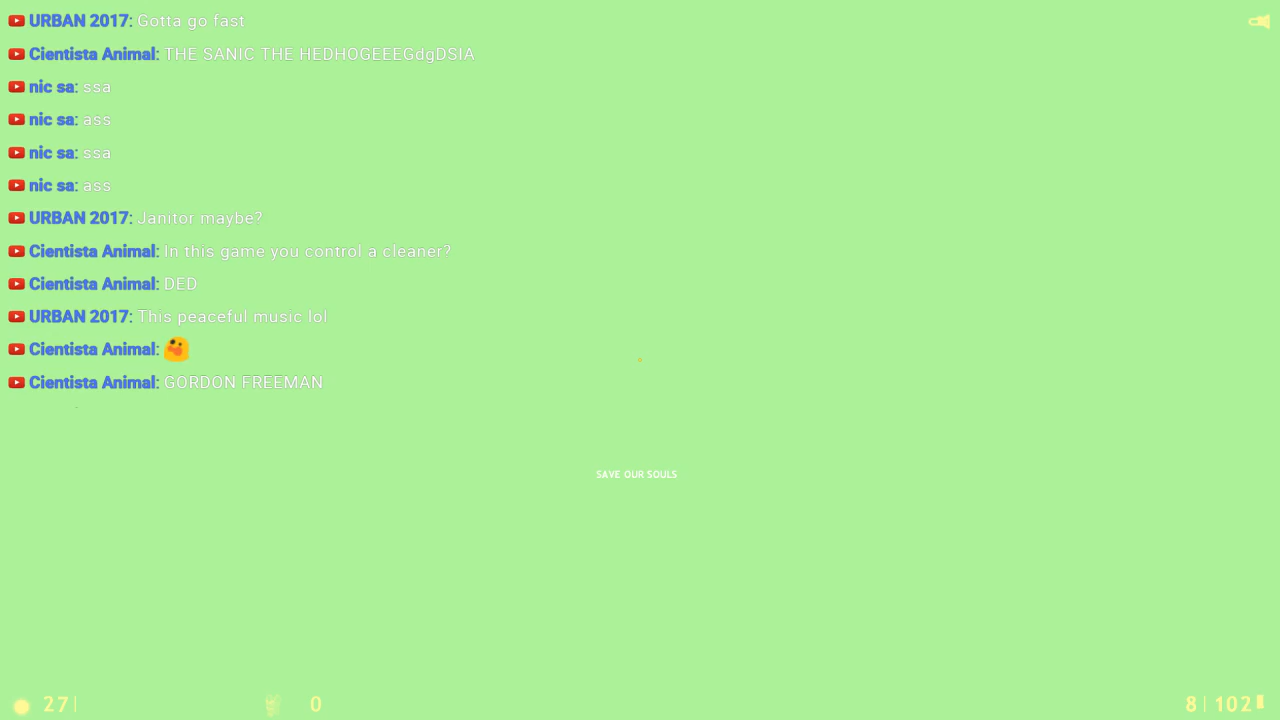 URBAN 2017: Gotta go fast
Cientista Animal: THE SANIC THE HEDHOGEEEGdgDSIA
nic sa: ssa
nic sa: ass
nic sa: ssa
nic sa: ass
URBAN 2017: Janitor maybe?
Cientista Animal: In this game you control a cleaner?
Cientista Animal: DED
URBAN 2017: This peaceful music lol
Cientista Animal:
Cientista Animal: GORDON FREEMAN
SAVE OUR SOULS
27| 0 8|102